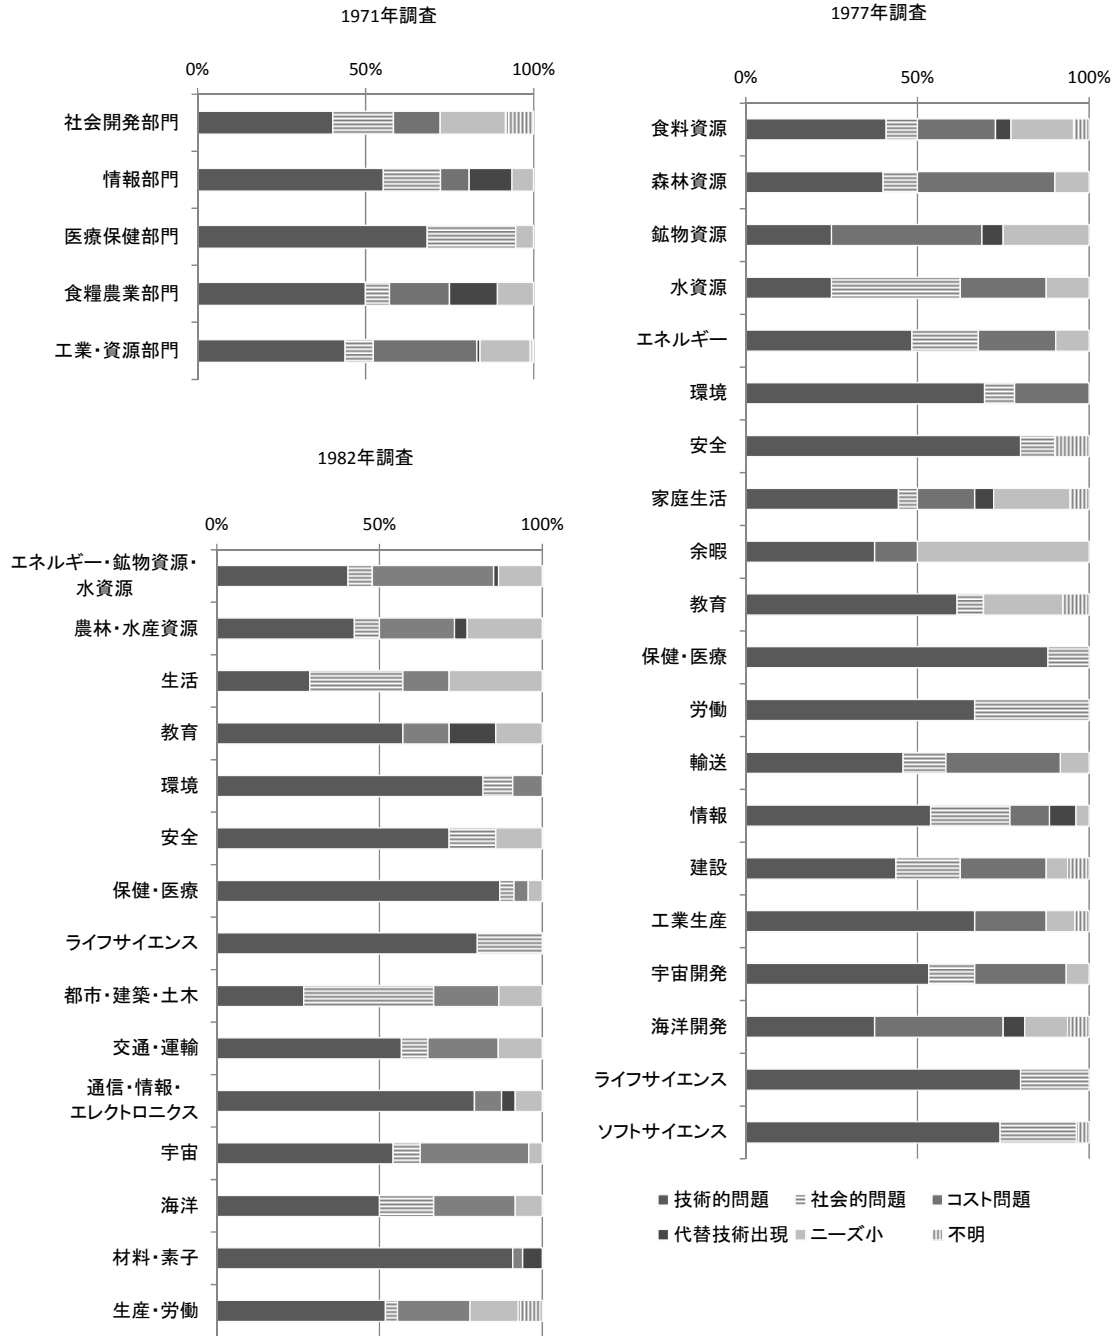 1971年調査
0%
50%
100%
社会開発部門
情報部門
医療保健部門
食糧農業部門
工業・資源部門
1982年調査
0%
50%
100%
エネルギー・鉱物資源・
水資源
農林・水産資源
生活
教育
環境
安全
保健・医療
ライフサイエンス
都市・建築・土木
交通・運輸
通信・情報・
エレクトロニクス
宇宙
海洋
材料・素子
生産・労働
1977年調査
0%
50%
100%
食料資源
森林資源
鉱物資源
水資源
エネルギー
環境
安全
家庭生活
余暇
教育
保健・医療
労働
輸送
情報
建設
工業生産
宇宙開発
海洋開発
ライフサイエンス
ソフトサイエンス
技術的問題
社会的問題
コスト問題
代替技術出現
ニーズ小
不明